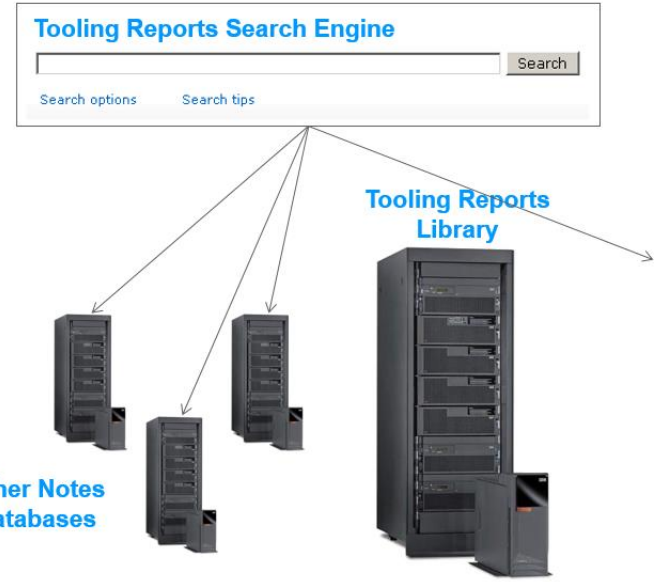 Tooling Reports Search Engine
Search
Search options Search tips
Tooling Reports
Library
her Notes
atabases